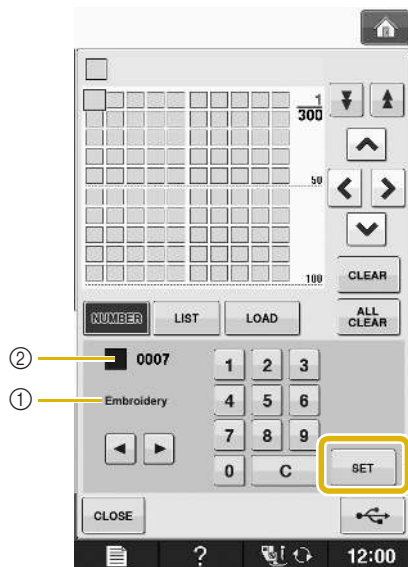 1
300
50
100
CLEAR
NUMBER LIST LOAD ALL CLEAR
② 0007
1 2 3
① Embroidery 4 5 6
7 8 9
0 C SET
CLOSE
? 12:00